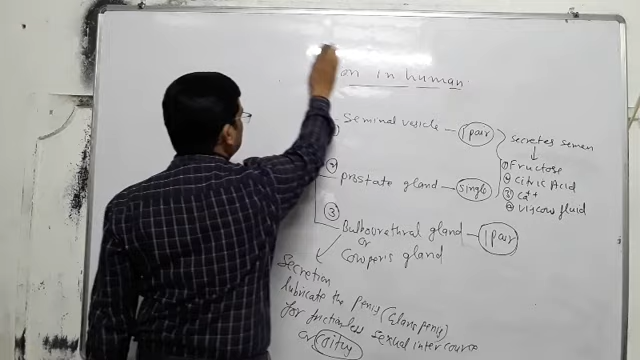 on in human
① Seminal vesicle — 1 pair
② prostate gland — single
③ Bulbourethral gland — 1 pair
or
Cowper's gland
secretes semen
↓
① Fructose
② Citric Acid
③ Ca++
④ Viscous fluid
Secretion
lubricate the penis (Glans penis)
for frictionless sexual intercourse
or coitus